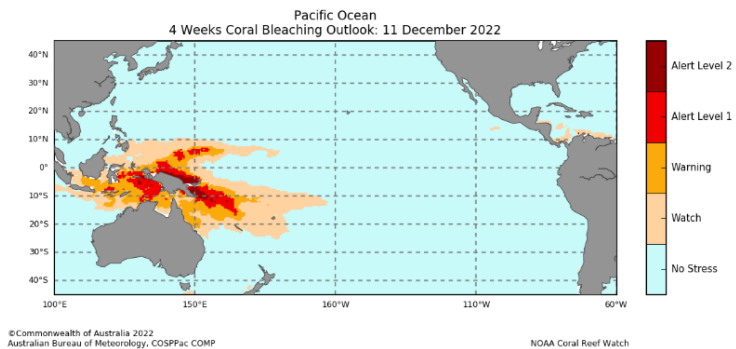 Pacific Ocean
4 Weeks Coral Bleaching Outlook: 11 December 2022
40°N
30°N
20°N
10°N
0°
10°S
20°S
30°S
40°S
100°E
150°E
160°W
110°W
60°W
Alert Level 2
Alert Level 1
Warning
Watch
No Stress
©Commonwealth of Australia 2022
Australian Bureau of Meteorology, COSPPac COMP
NOAA Coral Reef Watch